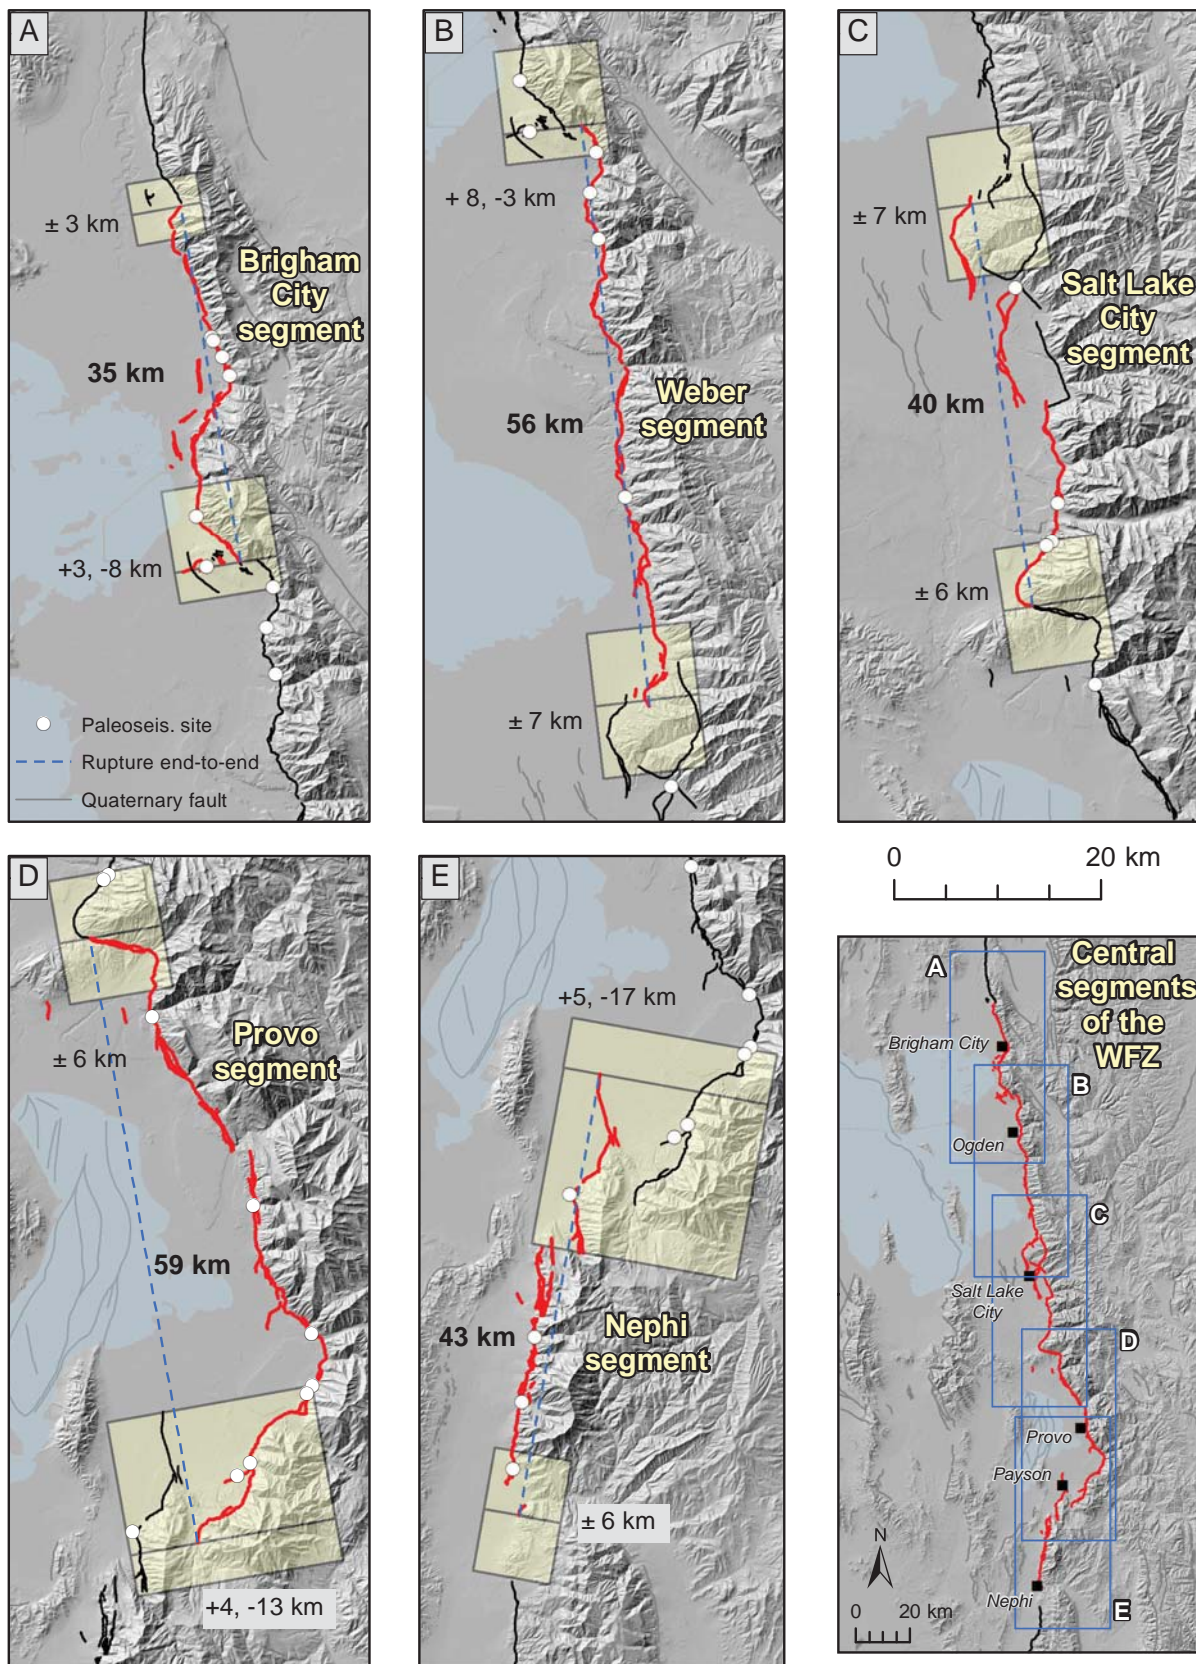 A
± 3 km
Brigham
City
segment
35 km
+3, -8 km
Paleoseis. site
Rupture end-to-end
Quaternary fault
B
+ 8, -3 km
Weber
segment
56 km
± 7 km
C
± 7 km
Salt Lake
City
segment
40 km
± 6 km
D
Provo
segment
± 6 km
59 km
+4, -13 km
E
+5, -17 km
43 km
Nephi
segment
± 6 km
0 20 km
Central
segments
of the
WFZ
A
Brigham City
B
Ogden
C
Salt Lake
City
D
Provo
Payson
N
Nephi
0 20 km
E